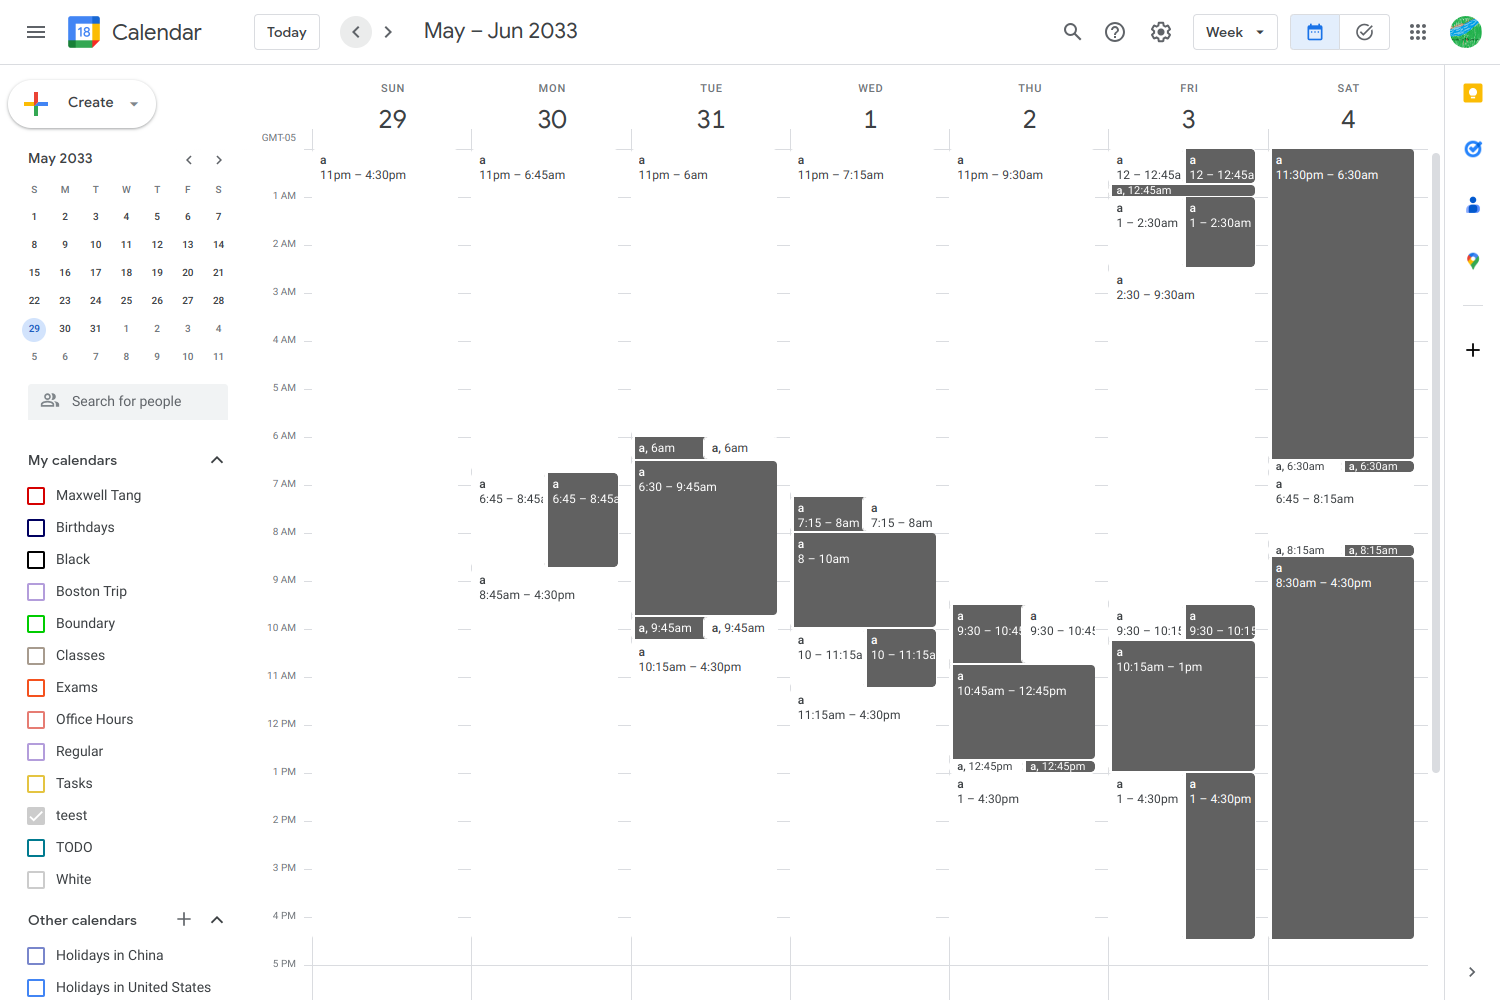 18 Calendar Today May – Jun 2033 Week
Create
SUN MON TUE WED THU FRI SAT
29 30 31 1 2 3 4
GMT-05
May 2033
S M T W T F S
1 2 3 4 5 6 7
8 9 10 11 12 13 14
15 16 17 18 19 20 21
22 23 24 25 26 27 28
29 30 31 1 2 3 4
5 6 7 8 9 10 11
Search for people
My calendars
Maxwell Tang
Birthdays
Black
Boston Trip
Boundary
Classes
Exams
Office Hours
Regular
Tasks
teest
TODO
White
Other calendars
Holidays in China
Holidays in United States
1 AM
2 AM
3 AM
4 AM
5 AM
6 AM
7 AM
8 AM
9 AM
10 AM
11 AM
12 PM
1 PM
2 PM
3 PM
4 PM
5 PM
a
11pm – 4:30pm
a
11pm – 6:45am
a
6:45 – 8:45a
a
6:45 – 8:45a
a
8:45am – 4:30pm
a
11pm – 6am
a, 6am
a, 6am
a
6:30 – 9:45am
a, 9:45am
a, 9:45am
a
10:15am – 4:30pm
a
11pm – 7:15am
a
7:15 – 8am
a
7:15 – 8am
a
8 – 10am
a
10 – 11:15a
a
10 – 11:15a
a
11:15am – 4:30pm
a
11pm – 9:30am
a
9:30 – 10:45
a
9:30 – 10:45
a
10:45am – 12:45pm
a, 12:45pm
a, 12:45pm
a
1 – 4:30pm
a
12 – 12:45a
a
12 – 12:45a
a, 12:45am
a
1 – 2:30am
a
1 – 2:30am
a
2:30 – 9:30am
a
9:30 – 10:15
a
9:30 – 10:15
a
10:15am – 1pm
a
1 – 4:30pm
a
1 – 4:30pm
a
11:30pm – 6:30am
a, 6:30am
a, 6:30am
a
6:45 – 8:15am
a, 8:15am
a, 8:15am
a
8:30am – 4:30pm